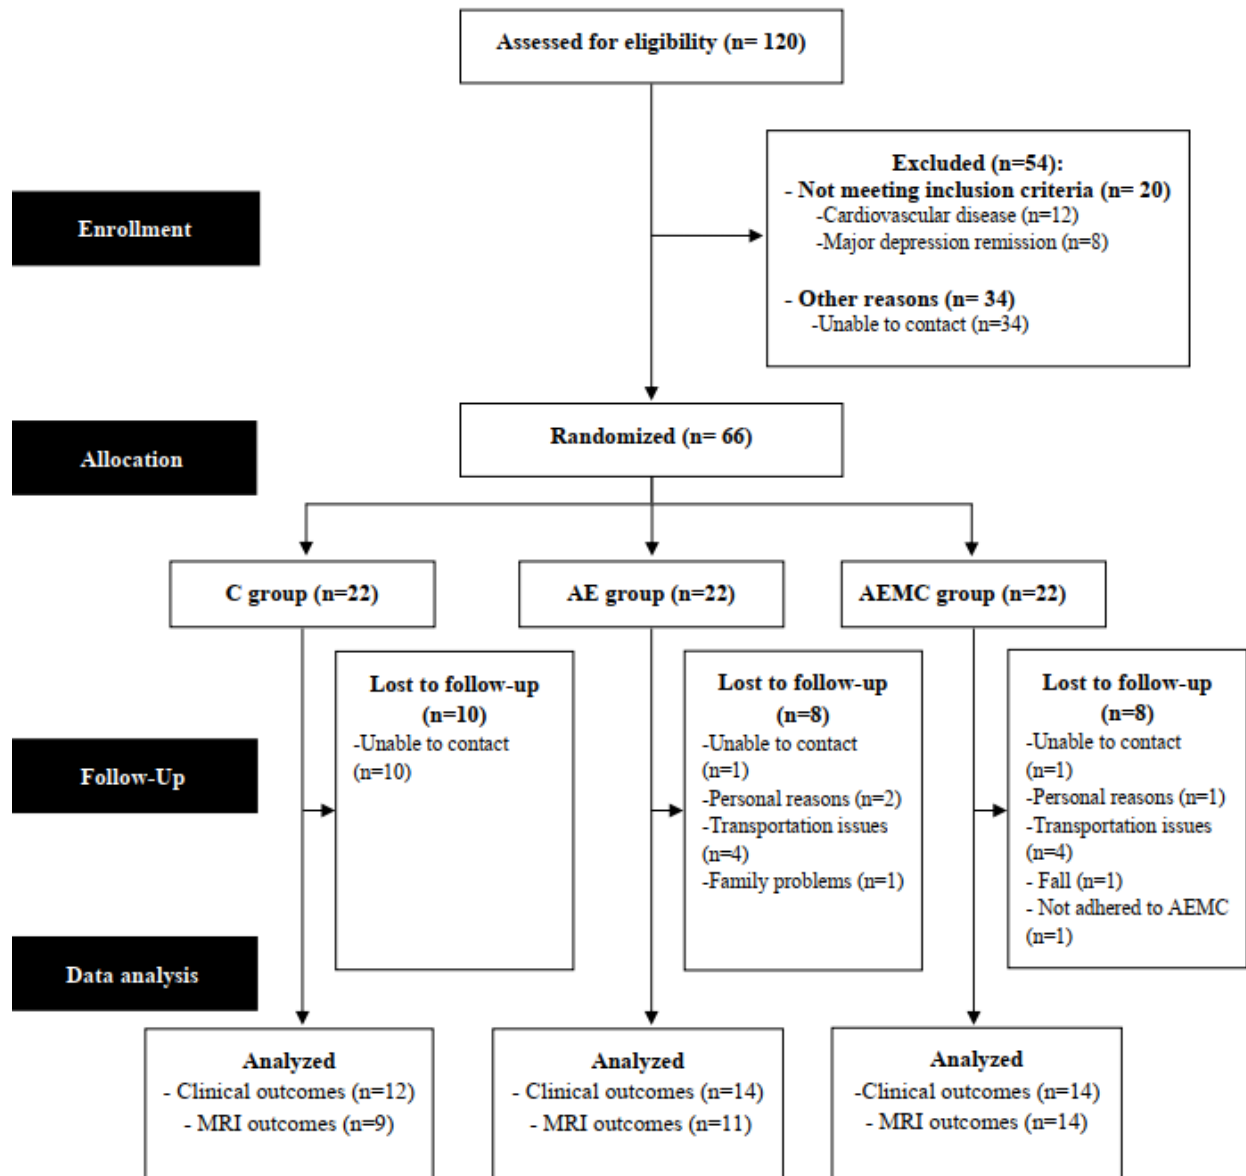 Assessed for eligibility (n= 120)
Excluded (n=54):
- Not meeting inclusion criteria (n= 20)
-Cardiovascular disease (n=12)
-Major depression remission (n=8)
- Other reasons (n= 34)
-Unable to contact (n=34)
Enrollment
Randomized (n= 66)
Allocation
C group (n=22)
AE group (n=22)
AEMC group (n=22)
Lost to follow-up
(n=10)
-Unable to contact
(n=10)
Lost to follow-up
(n=8)
-Unable to contact
(n=1)
-Personal reasons (n=2)
-Transportation issues
(n=4)
-Family problems (n=1)
Lost to follow-up
(n=8)
-Unable to contact
(n=1)
-Personal reasons (n=1)
-Transportation issues
(n=4)
- Fall (n=1)
- Not adhered to AEMC
(n=1)
Follow-Up
Data analysis
Analyzed
- Clinical outcomes (n=12)
- MRI outcomes (n=9)
Analyzed
- Clinical outcomes (n=14)
- MRI outcomes (n=11)
Analyzed
-Clinical outcomes (n=14)
- MRI outcomes (n=14)